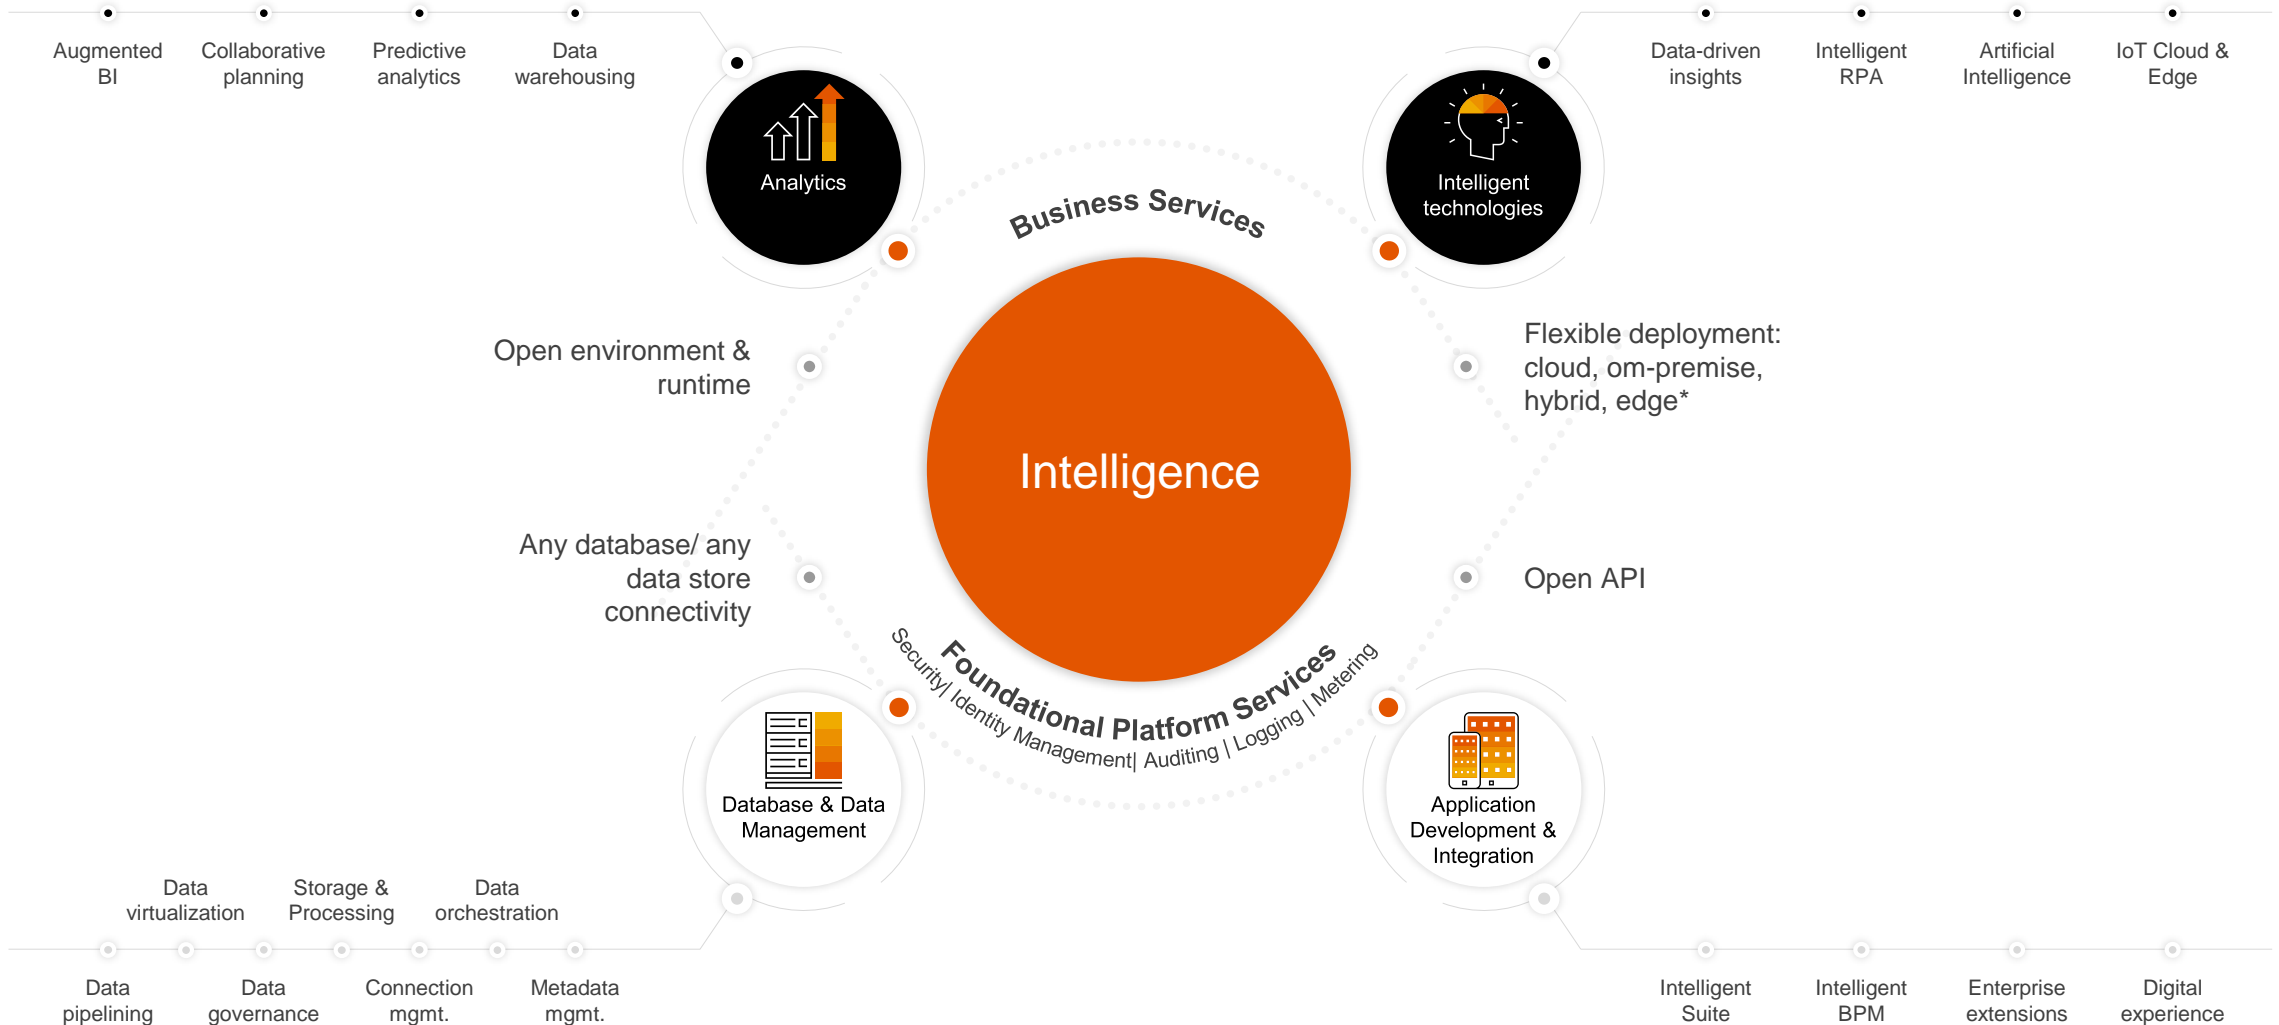 Augmented
BI
Collaborative
planning
Predictive
analytics
Data
warehousing
Data-driven
insights
Intelligent
RPA
Artificial
Intelligence
IoT Cloud &
Edge
Analytics
Intelligent
technologies
Business Services
Open environment &
runtime
Flexible deployment:
cloud, om-premise,
hybrid, edge*
Intelligence
Any database/ any
data store
connectivity
Open API
Foundational Platform Services
Security| Identity Management| Auditing | Logging | Metering
Database & Data
Management
Application
Development &
Integration
Data
virtualization
Storage &
Processing
Data
orchestration
Data
pipelining
Data
governance
Connection
mgmt.
Metadata
mgmt.
Intelligent
Suite
Intelligent
BPM
Enterprise
extensions
Digital
experience